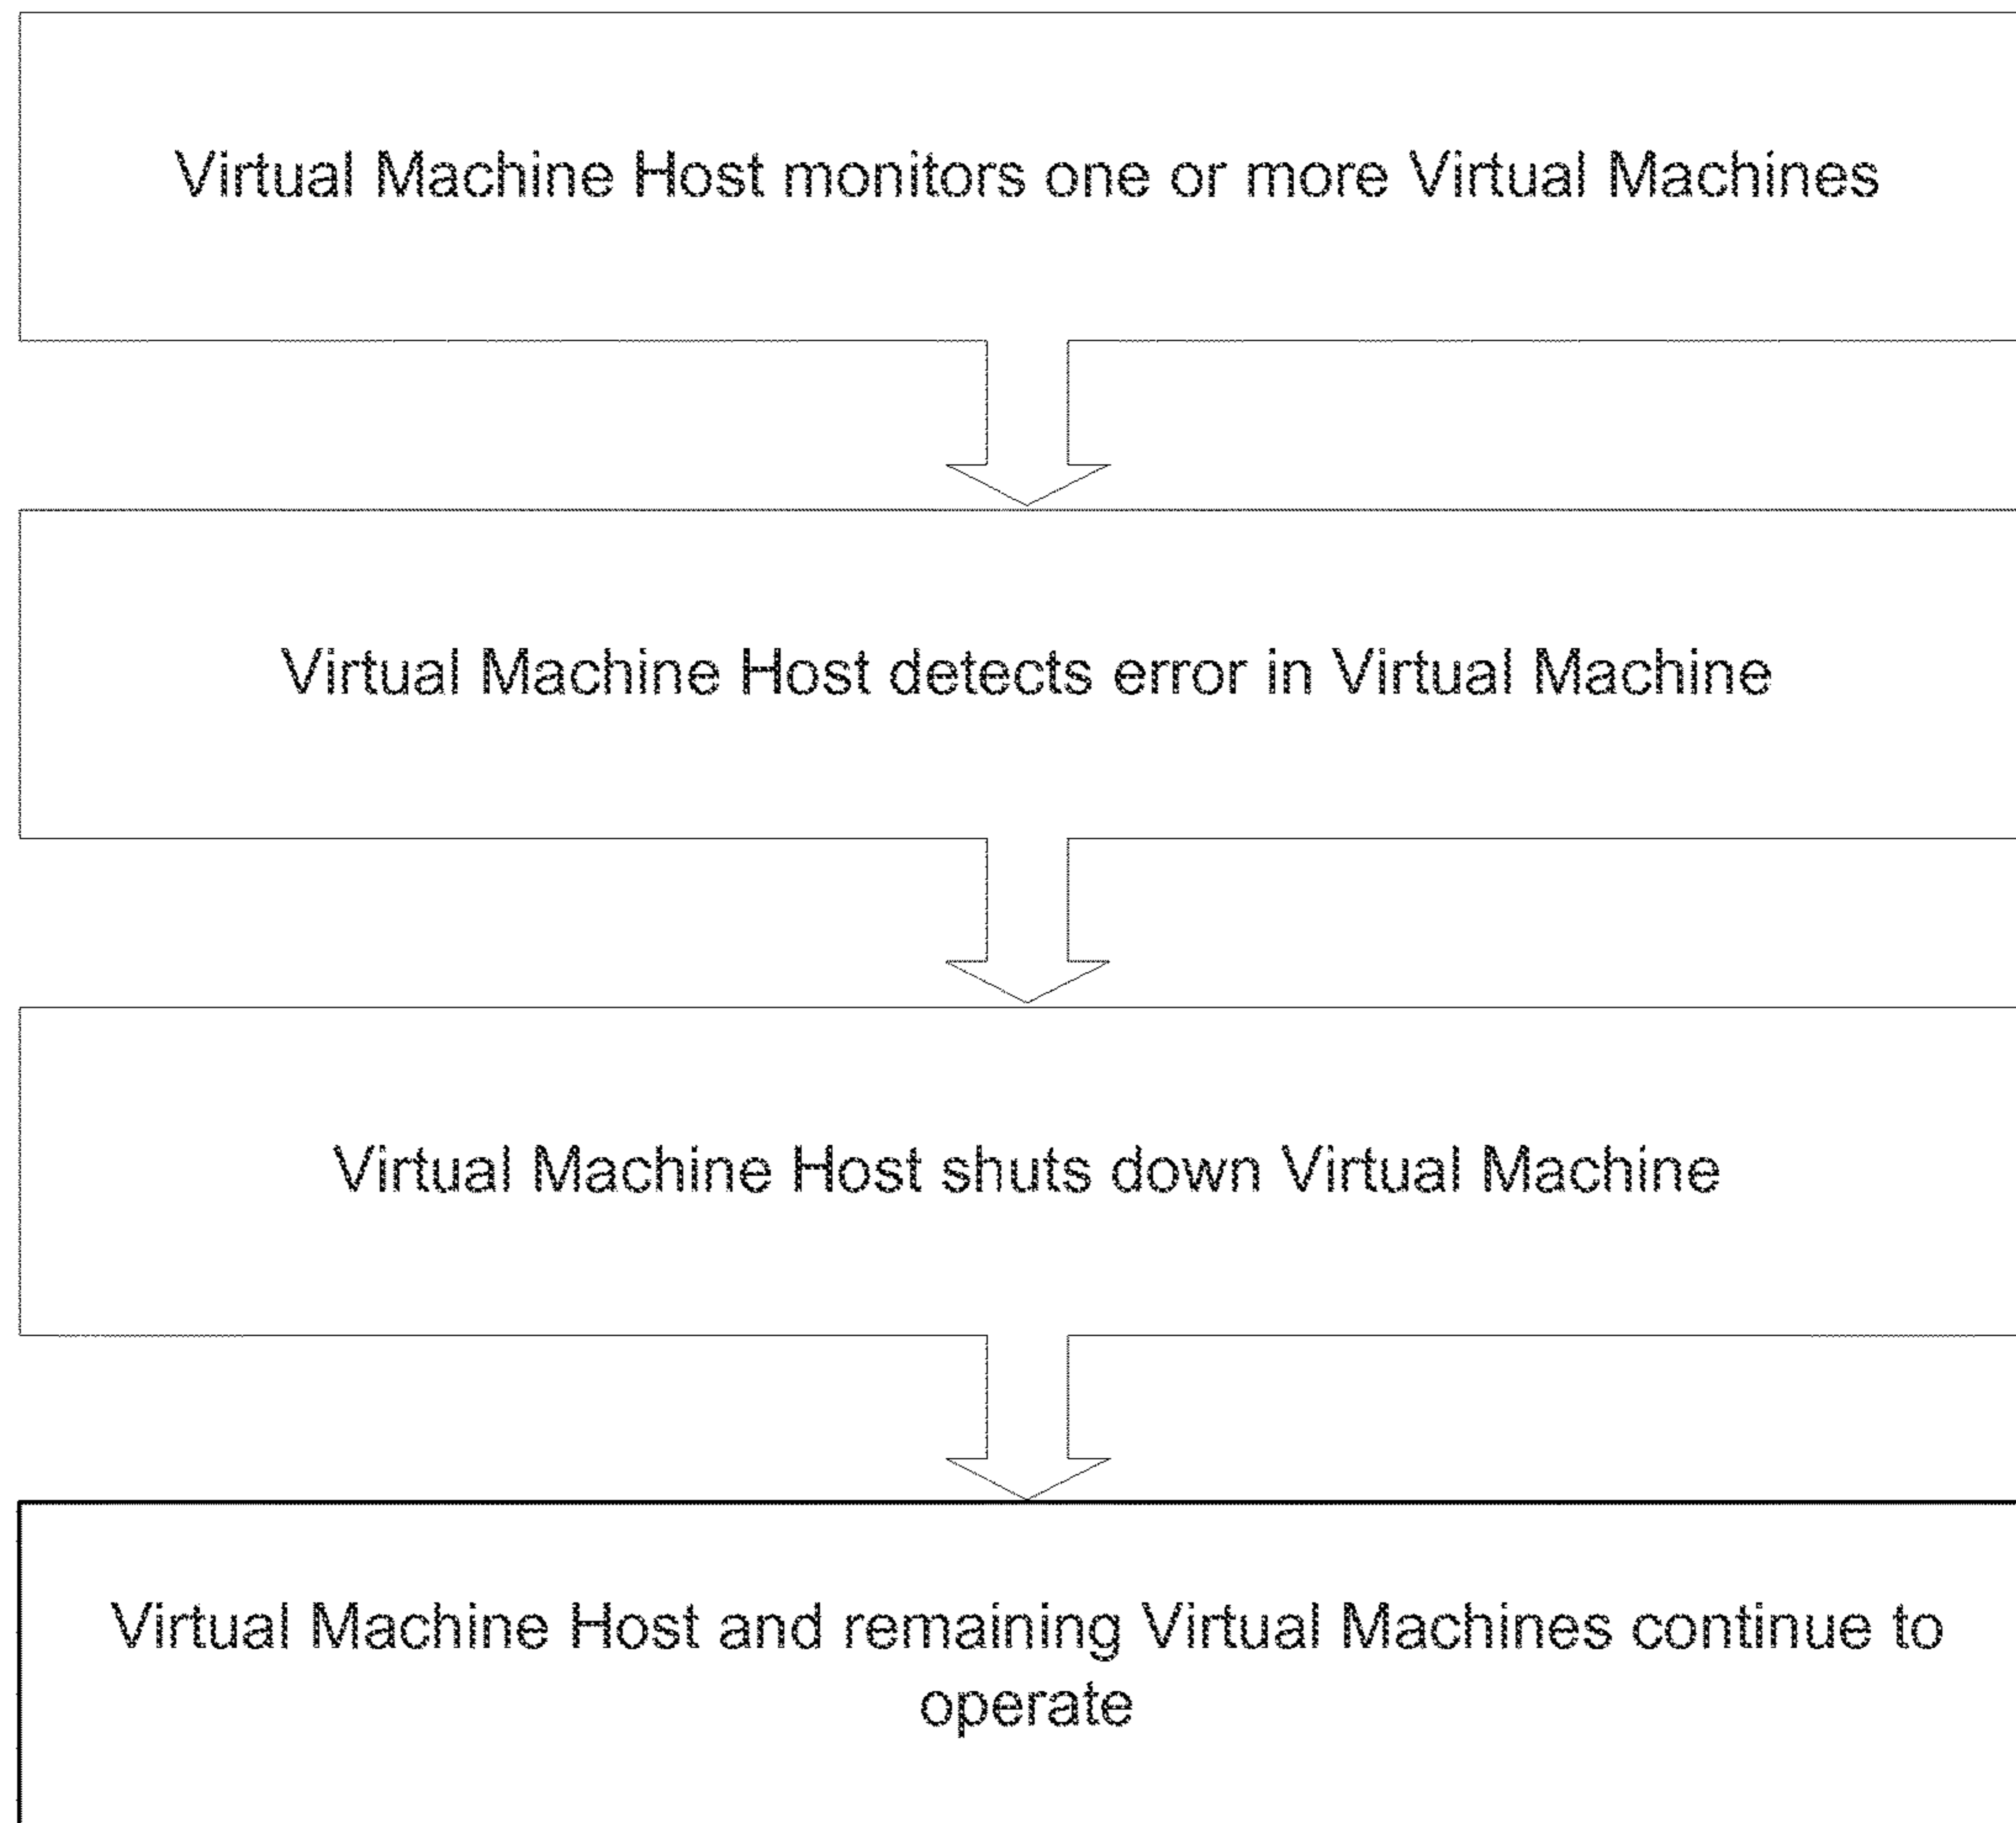 Virtual Machine Host monitors one or more Virtual Machines
Virtual Machine Host detects error in Virtual Machine
Virtual Machine Host shuts down Virtual Machine
Virtual Machine Host and remaining Virtual Machines continue to
operate